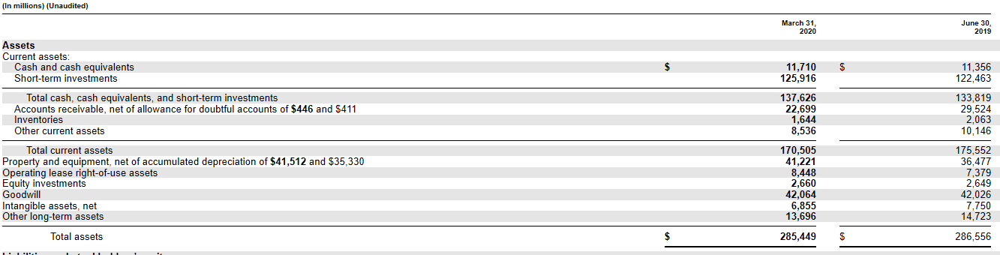 (In millions) (Unaudited)
March 31, 2020 June 30, 2019
Assets
Current assets:
Cash and cash equivalents $ 11,710 $ 11,356
Short-term investments 125,916 122,463
Total cash, cash equivalents, and short-term investments 137,626 133,819
Accounts receivable, net of allowance for doubtful accounts of $446 and $411 22,699 29,524
Inventories 1,644 2,063
Other current assets 8,536 10,146
Total current assets 170,505 175,552
Property and equipment, net of accumulated depreciation of $41,512 and $35,330 41,221 36,477
Operating lease right-of-use assets 8,448 7,379
Equity investments 2,660 2,649
Goodwill 42,064 42,026
Intangible assets, net 6,855 7,750
Other long-term assets 13,696 14,723
Total assets $ 285,449 $ 286,556